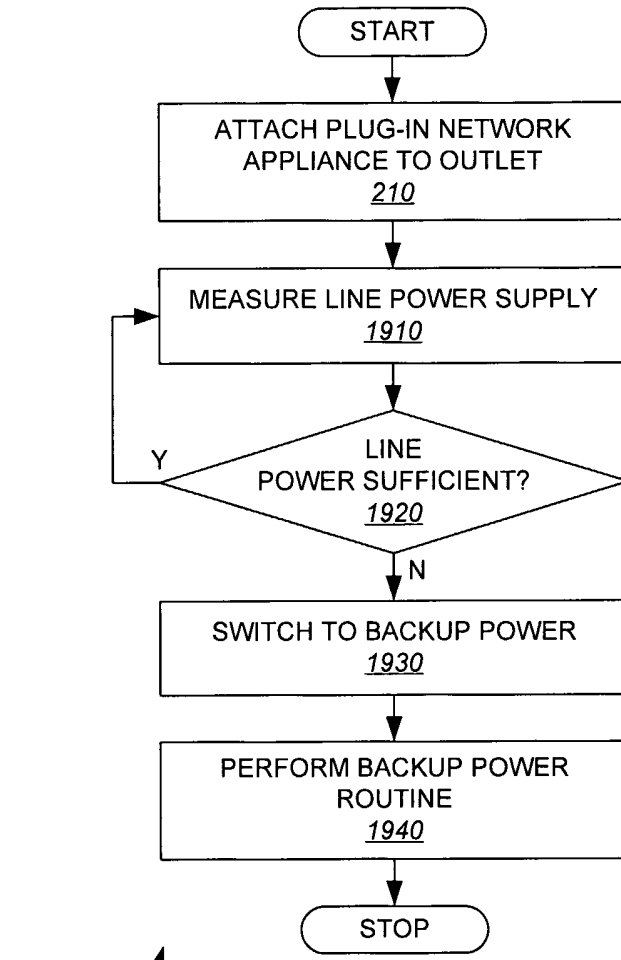 START
ATTACH PLUG-IN NETWORK
APPLIANCE TO OUTLET
210
MEASURE LINE POWER SUPPLY
1910
Y
LINE
POWER SUFFICIENT?
1920
N
SWITCH TO BACKUP POWER
1930
PERFORM BACKUP POWER
ROUTINE
1940
STOP